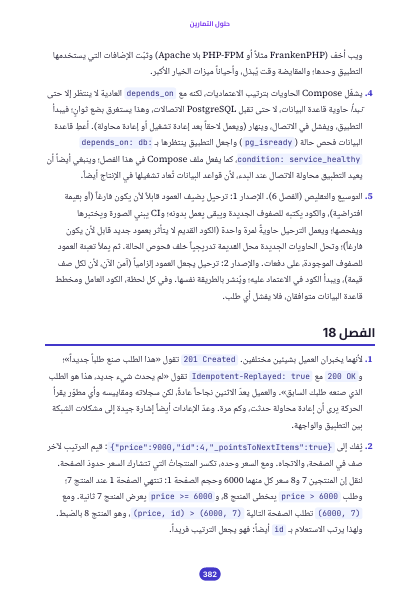 حلول التمارين
ويب أخف (FrankenPHP مثلاً أو PHP-FPM بلا Apache) وثبّت الإضافات التي يستخدمها
التطبيق وحدها؛ والمقايضة وقت يُبذل، وأحياناً ميزات الخيار الأكبر.
4. يشغّل Compose الحاويات بترتيب الاعتماديات، لكنه مع depends_on العادية لا ينتظر إلا حتى
تبدأ حاوية قاعدة البيانات، لا حتى تقبل PostgreSQL الاتصالات، وهذا يستغرق بضع ثوانٍ؛ فيبدأ
التطبيق، ويفشل في الاتصال، وينهار (ويعمل لاحقاً بعد إعادة تشغيل أو إعادة محاولة). أعطِ قاعدة
البيانات فحص حالة (pg_isready) واجعل التطبيق ينتظرها بـ depends_on: db:
condition: service_healthy، كما يفعل ملف Compose في هذا الفصل؛ وينبغي أيضاً أن
يعيد التطبيق محاولة الاتصال عند البدء، لأن قواعد البيانات تُعاد تشغيلها في الإنتاج أيضاً.
5. التوسيع والتقليص (الفصل 6). الإصدار 1: ترحيل يضيف العمود قابلاً لأن يكون فارغاً (أو بقيمة
افتراضية)، والكود يكتبه للصفوف الجديدة ويبقى يعمل بدونه؛ وCI يبني الصورة ويختبرها
ويفحصها؛ ويعمل الترحيل حاويةً لمرة واحدة (الكود القديم لا يتأثر بعمود جديد قابل لأن يكون
فارغاً)؛ وتحل الحاويات الجديدة محل القديمة تدريجياً خلف فحوص الحالة. ثم يملأ تعبئة العمود
للصفوف الموجودة، على دفعات. والإصدار 2: ترحيل يجعل العمود إلزامياً (آمن الآن، لأن لكل صف
قيمة)، ويبدأ الكود في الاعتماد عليه؛ ويُنشر بالطريقة نفسها. وفي كل لحظة، الكود العامل ومخطط
قاعدة البيانات متوافقان، فلا يفشل أي طلب.
الفصل 18
1. لأنهما يخبران العميل بشيئين مختلفين. 201 Created تقول «هذا الطلب صنع طلباً جديداً»؛
و 200 OK مع Idempotent-Replayed: true تقول «لم يحدث شيء جديد، هذا هو الطلب
الذي صنعه طلبك السابق». والعميل يعدّ الاثنين نجاحاً عادةً، لكن سجلاته ومقاييسه وأي مطوّر يقرأ
الحركة يرى أن إعادة محاولة حدثت، وكم مرة. وعدّ الإعادات أيضاً إشارة جيدة إلى مشكلات الشبكة
بين التطبيق والواجهة.
2. يُفك إلى {"price":9000,"id":4,"_pointsToNextItems":true} : قيم الترتيب لآخر
صف في الصفحة، والاتجاه. ومع السعر وحده، تكسر المنتجاتُ التي تتشارك السعر حدودَ الصفحة.
لنقل إن المنتجين 7 و8 سعر كل منهما 6000 وحجم الصفحة 1: تنتهي الصفحة 1 عند المنتج 7؛
وطلب price > 6000 يتخطى المنتج 8، و price >= 6000 يعرض المنتج 7 ثانية. ومع
(6000, 7) تطلب الصفحة التالية (price, id) > (6000, 7) ، وهو المنتج 8 بالضبط.
ولهذا يرتب الاستعلام بـ id أيضاً: فهو يجعل الترتيب فريداً.
382